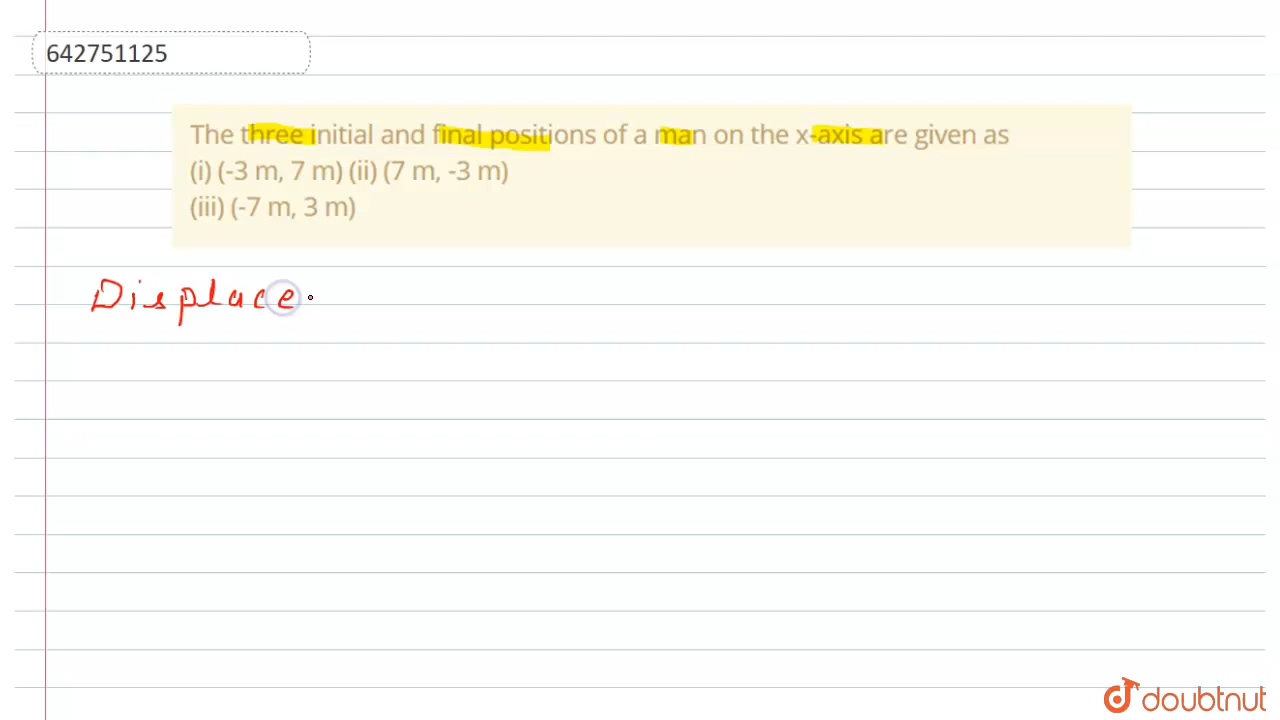 642751125
The three initial and final positions of a man on the x-axis are given as
(i) (-3 m, 7 m) (ii) (7 m, -3 m)
(iii) (-7 m, 3 m)
Displace
doubtnut